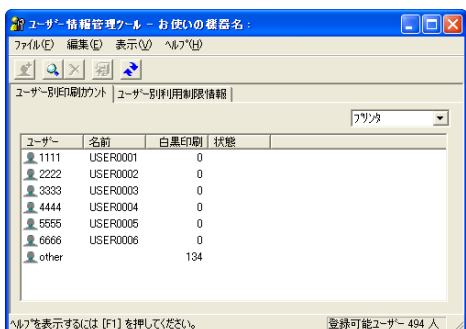 ユーザー情報管理ツール - お使いの機器名:
ファイル(F) 編集(E) 表示(V) ヘルプ(H)
ユーザー別印刷カウント ユーザー別利用制限情報
プリンタ
ユーザー 名前 白黒印刷 状態
1111 USER0001 0
2222 USER0002 0
3333 USER0003 0
4444 USER0004 0
5555 USER0005 0
6666 USER0006 0
other 134
ヘルプを表示するには [F1] を押してください。 登録可能ユーザー 494 人